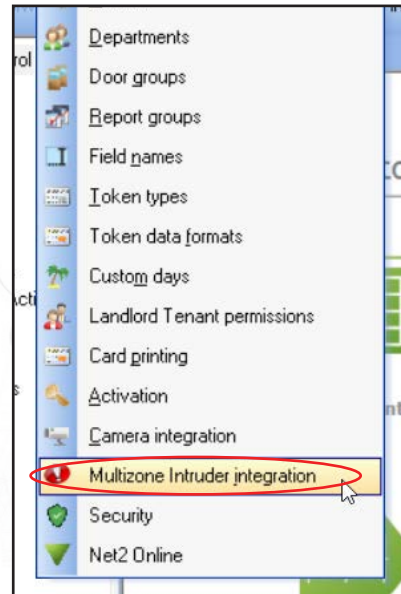 Departments
Door groups
Report groups
Field names
Token types
Token data formats
Custom days
Landlord Tenant permissions
Card printing
Activation
Camera integration
Multizone Intruder integration
Security
Net2 Online